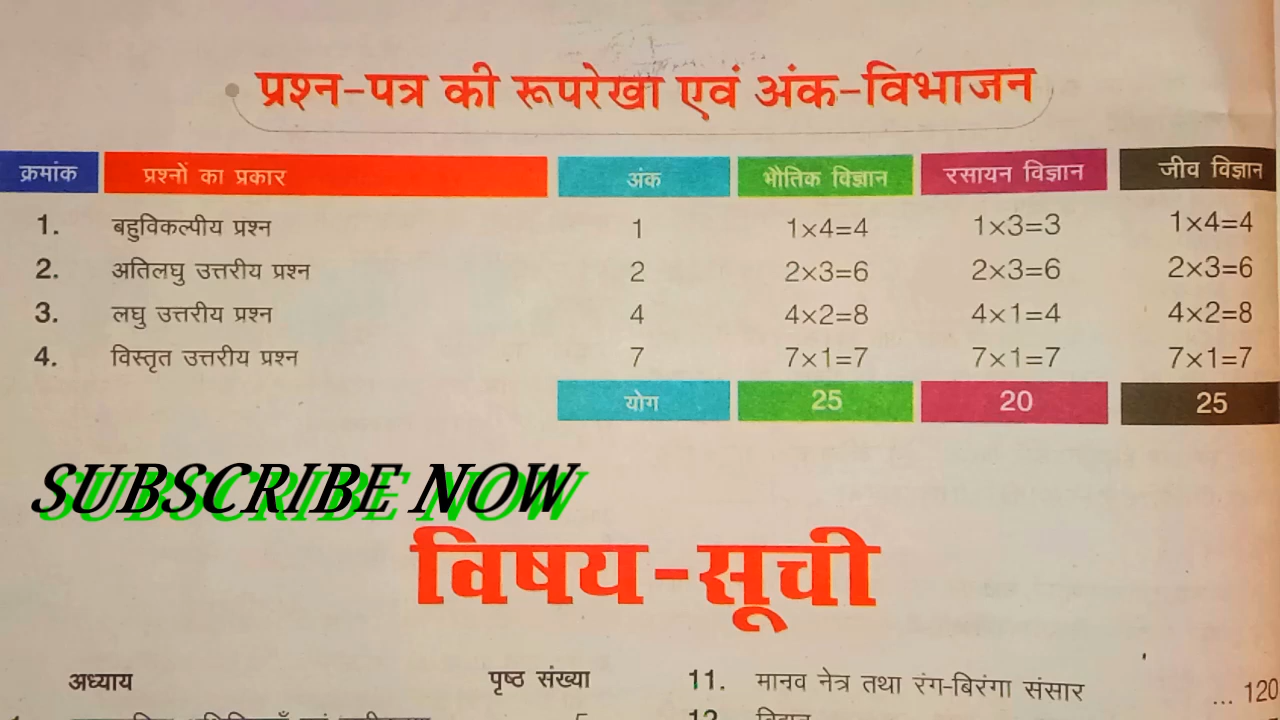 प्रश्न-पत्र की रूपरेखा एवं अंक-विभाजन
क्रमांक प्रश्नों का प्रकार अंक भौतिक विज्ञान रसायन विज्ञान जीव विज्ञान
1. बहुविकल्पीय प्रश्न 1 1×4=4 1×3=3 1×4=4
2. अतिलघु उत्तरीय प्रश्न 2 2×3=6 2×3=6 2×3=6
3. लघु उत्तरीय प्रश्न 4 4×2=8 4×1=4 4×2=8
4. विस्तृत उत्तरीय प्रश्न 7 7×1=7 7×1=7 7×1=7
योग 25 20 25
SUBSCRIBE NOW
विषय-सूची
अध्याय पृष्ठ संख्या 11. मानव नेत्र तथा रंग-बिरंगा संसार ... 120